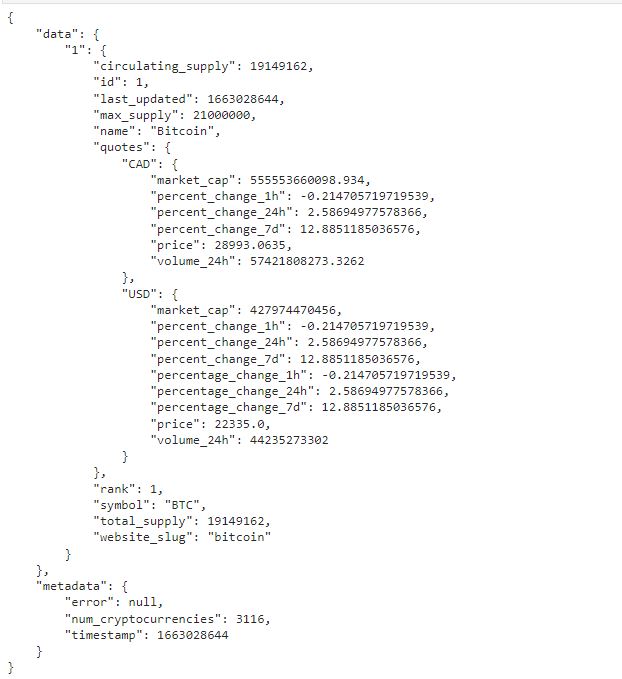 {
    "data": {
        "1": {
            "circulating_supply": 19149162,
            "id": 1,
            "last_updated": 1663028644,
            "max_supply": 21000000,
            "name": "Bitcoin",
            "quotes": {
                "CAD": {
                    "market_cap": 555553660098.934,
                    "percent_change_1h": -0.214705719719539,
                    "percent_change_24h": 2.58694977578366,
                    "percent_change_7d": 12.8851185036576,
                    "price": 28993.0635,
                    "volume_24h": 57421808273.3262
                },
                "USD": {
                    "market_cap": 427974470456,
                    "percent_change_1h": -0.214705719719539,
                    "percent_change_24h": 2.58694977578366,
                    "percent_change_7d": 12.8851185036576,
                    "percentage_change_1h": -0.214705719719539,
                    "percentage_change_24h": 2.58694977578366,
                    "percentage_change_7d": 12.8851185036576,
                    "price": 22335.0,
                    "volume_24h": 44235273302
                }
            },
            "rank": 1,
            "symbol": "BTC",
            "total_supply": 19149162,
            "website_slug": "bitcoin"
        }
    },
    "metadata": {
        "error": null,
        "num_cryptocurrencies": 3116,
        "timestamp": 1663028644
    }
}